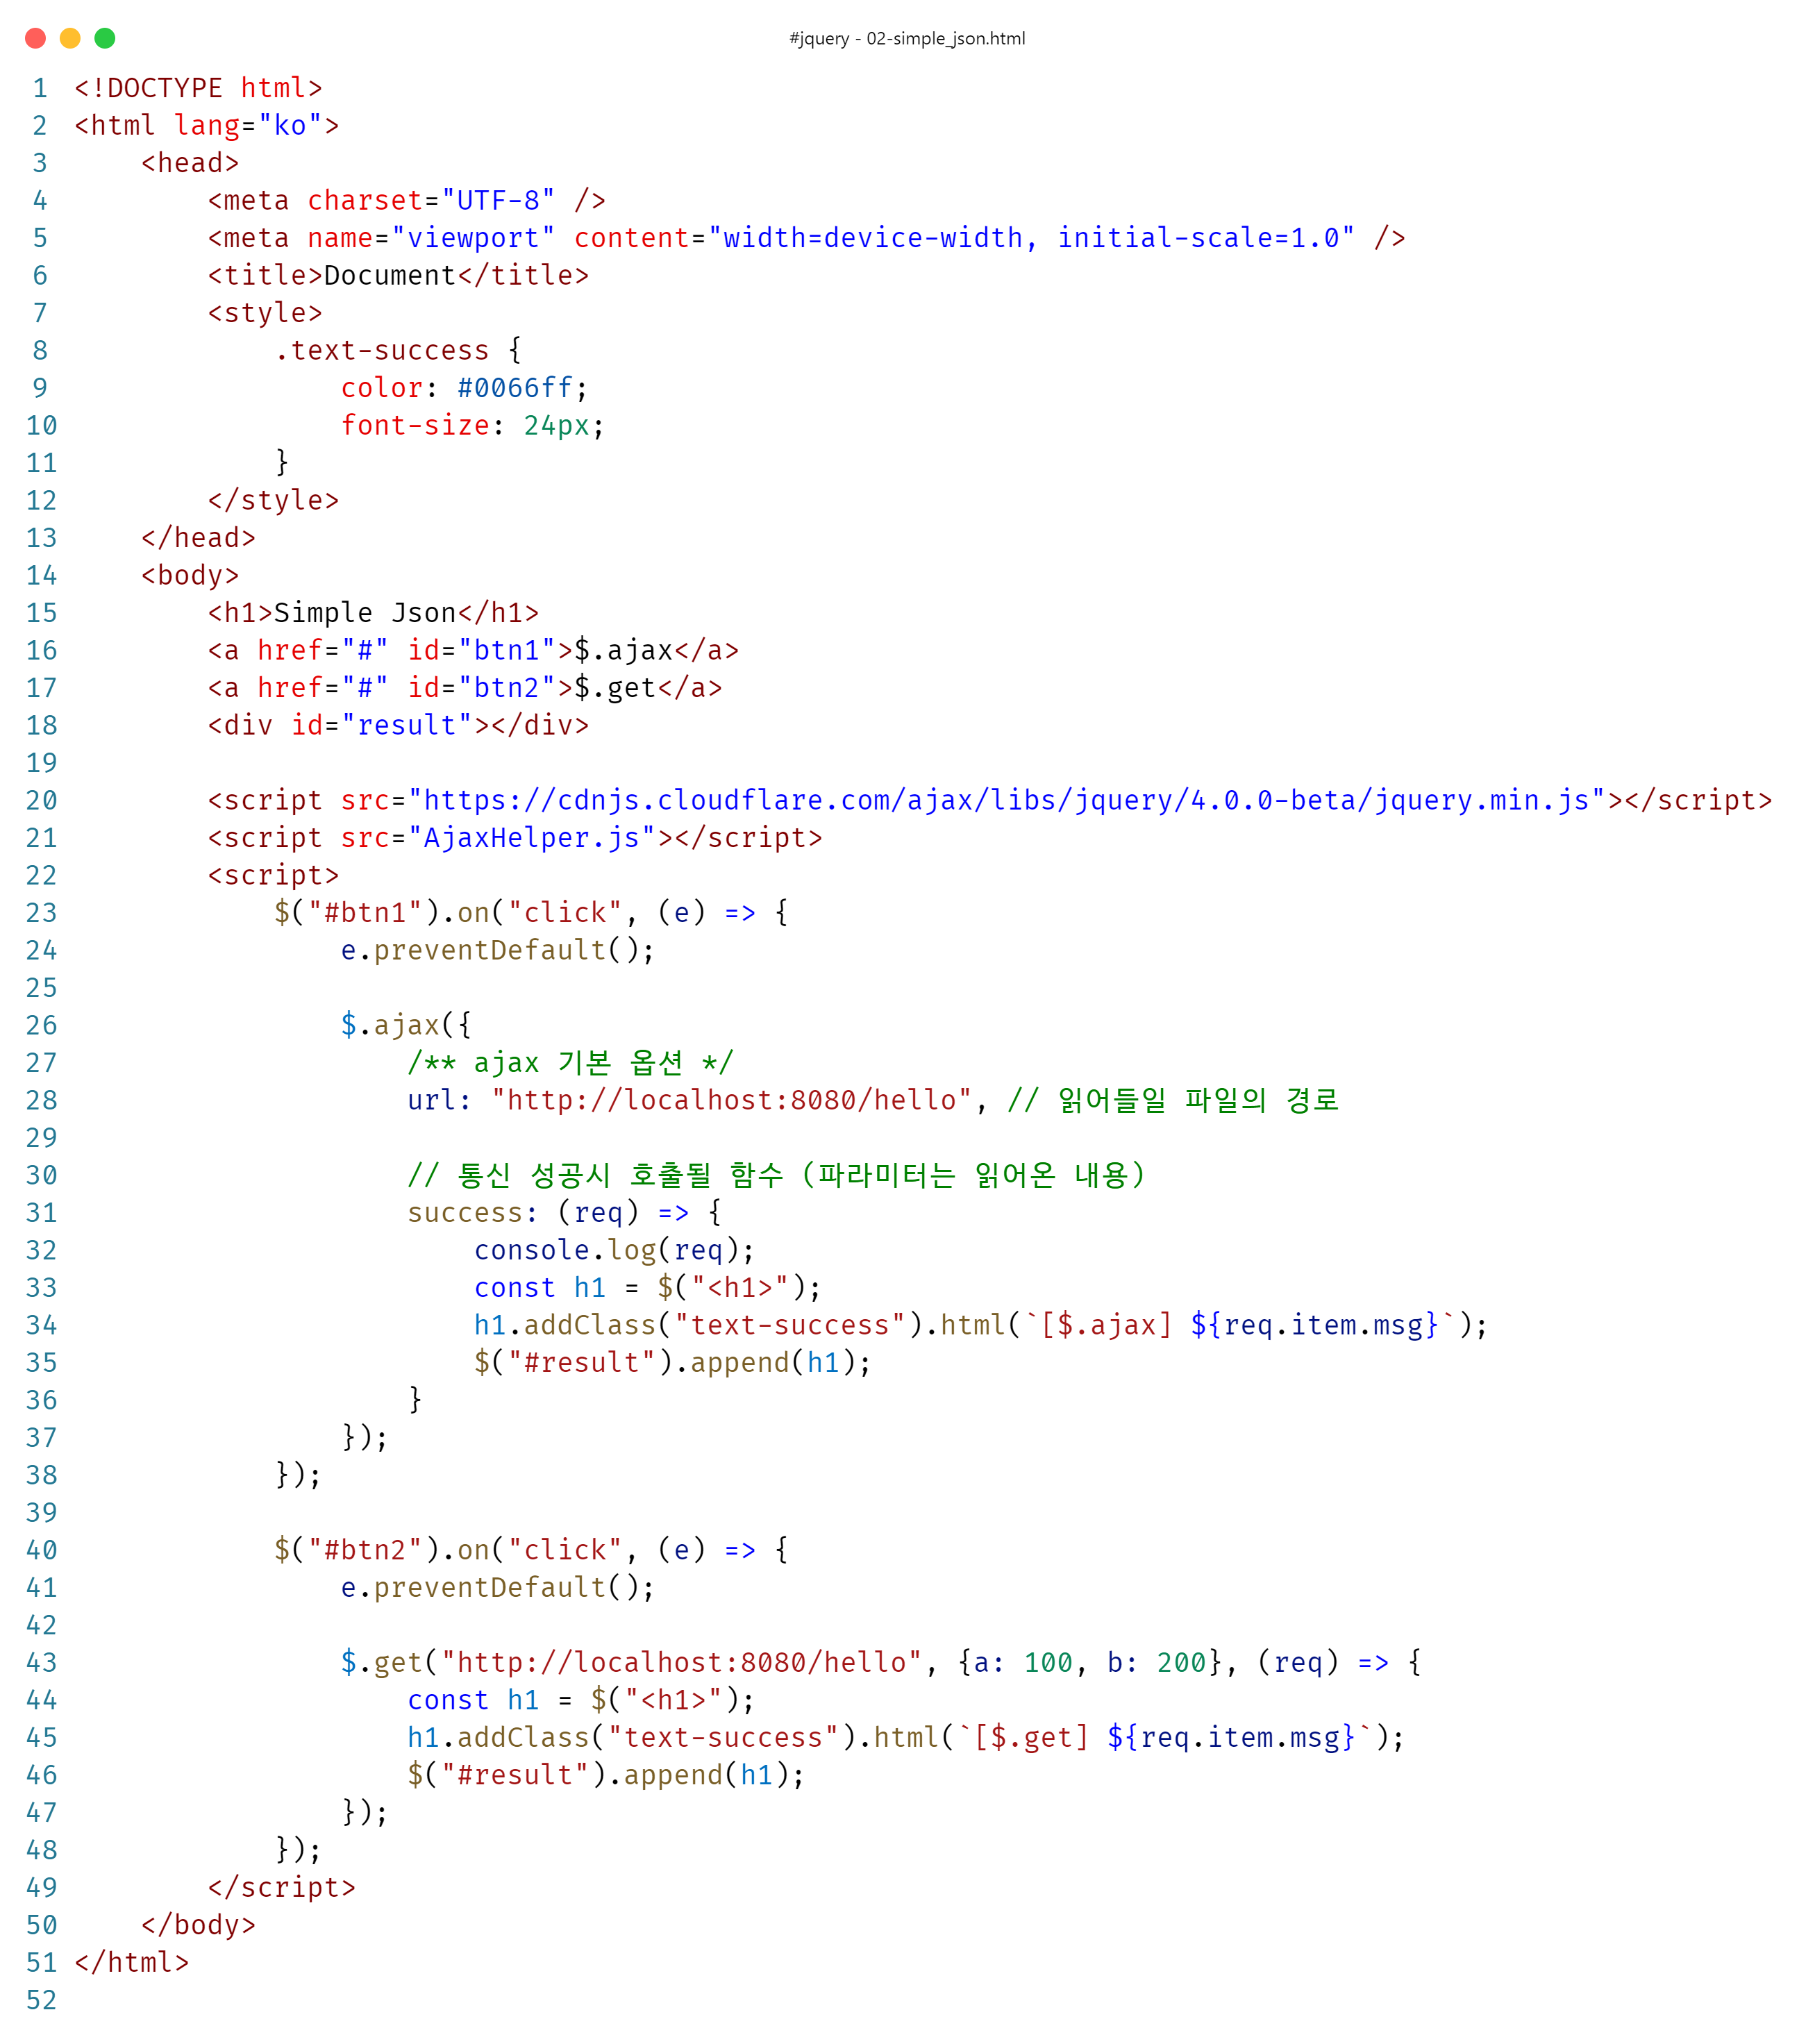 #jquery - 02-simple_json.html
1 <!DOCTYPE html>
2 <html lang="ko">
3     <head>
4         <meta charset="UTF-8" />
5         <meta name="viewport" content="width=device-width, initial-scale=1.0" />
6         <title>Document</title>
7         <style>
8             .text-success {
9                 color: #0066ff;
10                 font-size: 24px;
11             }
12         </style>
13     </head>
14     <body>
15         <h1>Simple Json</h1>
16         <a href="#" id="btn1">$.ajax</a>
17         <a href="#" id="btn2">$.get</a>
18         <div id="result"></div>
19
20         <script src="https://cdnjs.cloudflare.com/ajax/libs/jquery/4.0.0-beta/jquery.min.js"></script>
21         <script src="AjaxHelper.js"></script>
22         <script>
23             $("#btn1").on("click", (e) => {
24                 e.preventDefault();
25
26                 $.ajax({
27                     /** ajax 기본 옵션 */
28                     url: "http://localhost:8080/hello", // 읽어들일 파일의 경로
29
30                     // 통신 성공시 호출될 함수 (파라미터는 읽어온 내용)
31                     success: (req) => {
32                         console.log(req);
33                         const h1 = $("<h1>");
34                         h1.addClass("text-success").html(`[$.ajax] ${req.item.msg}`);
35                         $("#result").append(h1);
36                     }
37                 });
38             });
39
40             $("#btn2").on("click", (e) => {
41                 e.preventDefault();
42
43                 $.get("http://localhost:8080/hello", {a: 100, b: 200}, (req) => {
44                     const h1 = $("<h1>");
45                     h1.addClass("text-success").html(`[$.get] ${req.item.msg}`);
46                     $("#result").append(h1);
47                 });
48             });
49         </script>
50     </body>
51 </html>
52